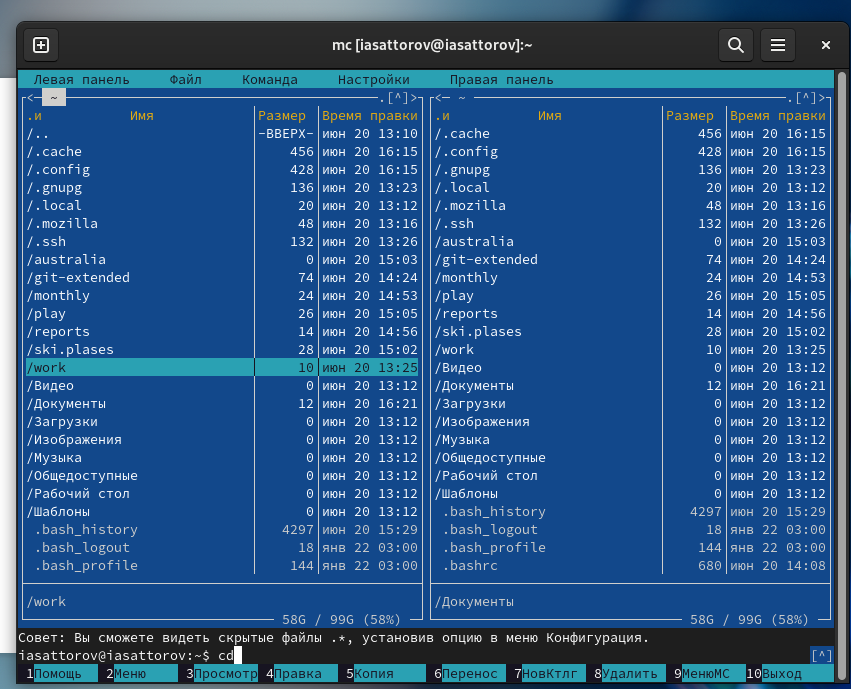 mc [iasattorov@iasattorov]:~
Левая панель Файл Команда Настройки Правая панель
<─ ~ .[^]> <─ ~ .[^]>
.и Имя Размер Время правки .и Имя Размер Время правки
/.. -ВВЕРХ- июн 20 13:10 /.cache 456 июн 20 16:15
/.cache 456 июн 20 16:15 /.config 428 июн 20 16:15
/.config 428 июн 20 16:15 /.gnupg 136 июн 20 13:23
/.gnupg 136 июн 20 13:23 /.local 20 июн 20 13:12
/.local 20 июн 20 13:12 /.mozilla 48 июн 20 13:16
/.mozilla 48 июн 20 13:16 /.ssh 132 июн 20 13:26
/.ssh 132 июн 20 13:26 /australia 0 июн 20 15:03
/australia 0 июн 20 15:03 /git-extended 74 июн 20 14:24
/git-extended 74 июн 20 14:24 /monthly 24 июн 20 14:53
/monthly 24 июн 20 14:53 /play 26 июн 20 15:05
/play 26 июн 20 15:05 /reports 14 июн 20 14:56
/reports 14 июн 20 14:56 /ski.plases 28 июн 20 15:02
/ski.plases 28 июн 20 15:02 /work 10 июн 20 13:25
/work 10 июн 20 13:25 /Видео 0 июн 20 13:12
/Видео 0 июн 20 13:12 /Документы 12 июн 20 16:21
/Документы 12 июн 20 16:21 /Загрузки 0 июн 20 13:12
/Загрузки 0 июн 20 13:12 /Изображения 0 июн 20 13:12
/Изображения 0 июн 20 13:12 /Музыка 0 июн 20 13:12
/Музыка 0 июн 20 13:12 /Общедоступные 0 июн 20 13:12
/Общедоступные 0 июн 20 13:12 /Рабочий стол 0 июн 20 13:12
/Рабочий стол 0 июн 20 13:12 /Шаблоны 0 июн 20 13:12
/Шаблоны 0 июн 20 13:12 .bash_history 4297 июн 20 15:29
.bash_history 4297 июн 20 15:29 .bash_logout 18 янв 22 03:00
.bash_logout 18 янв 22 03:00 .bash_profile 144 янв 22 03:00
.bash_profile 144 янв 22 03:00 .bashrc 680 июн 20 14:08
/work /Документы
58G / 99G (58%) 58G / 99G (58%)
Совет: Вы сможете видеть скрытые файлы .*, установив опцию в меню Конфигурация.
iasattorov@iasattorov:~$ cd [^]
1Помощь 2Меню 3Просмотр 4Правка 5Копия 6Перенос 7НовКтлг 8Удалить 9МенюMC 10Выход